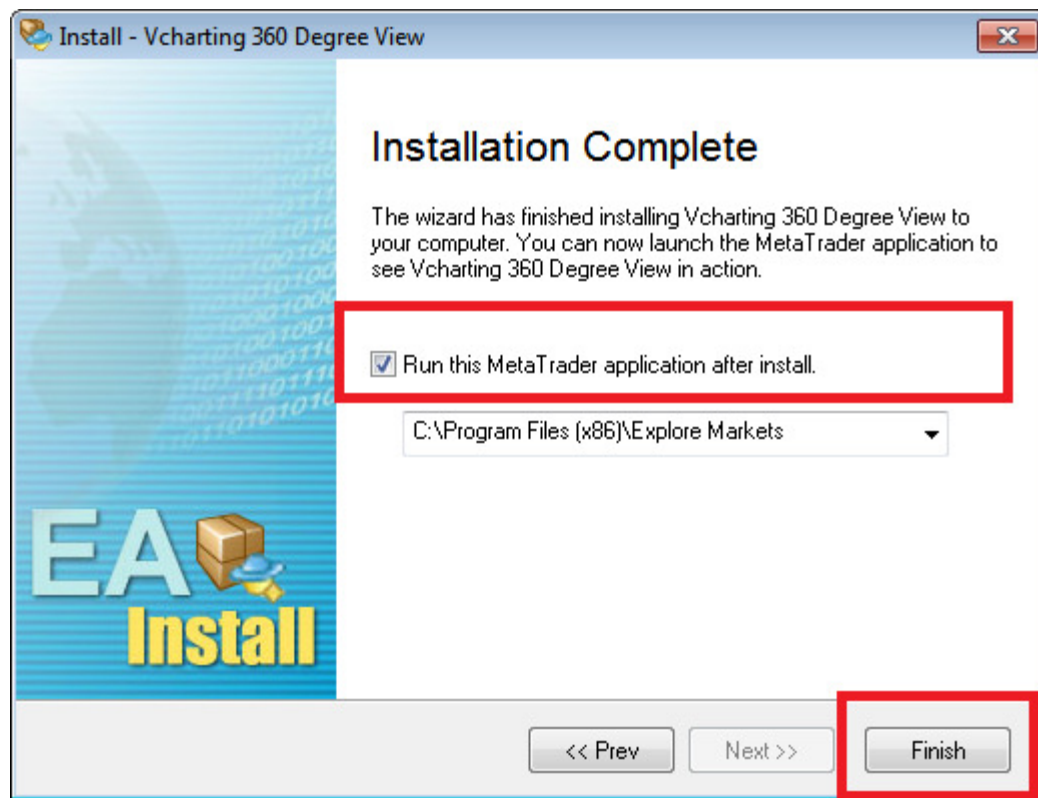 Install - Vcharting 360 Degree View
Installation Complete
The wizard has finished installing Vcharting 360 Degree View to
your computer. You can now launch the MetaTrader application to
see Vcharting 360 Degree View in action.
Run this MetaTrader application after install.
C:\Program Files (x86)\Explore Markets
EA
Install
<< Prev
Next >>
Finish